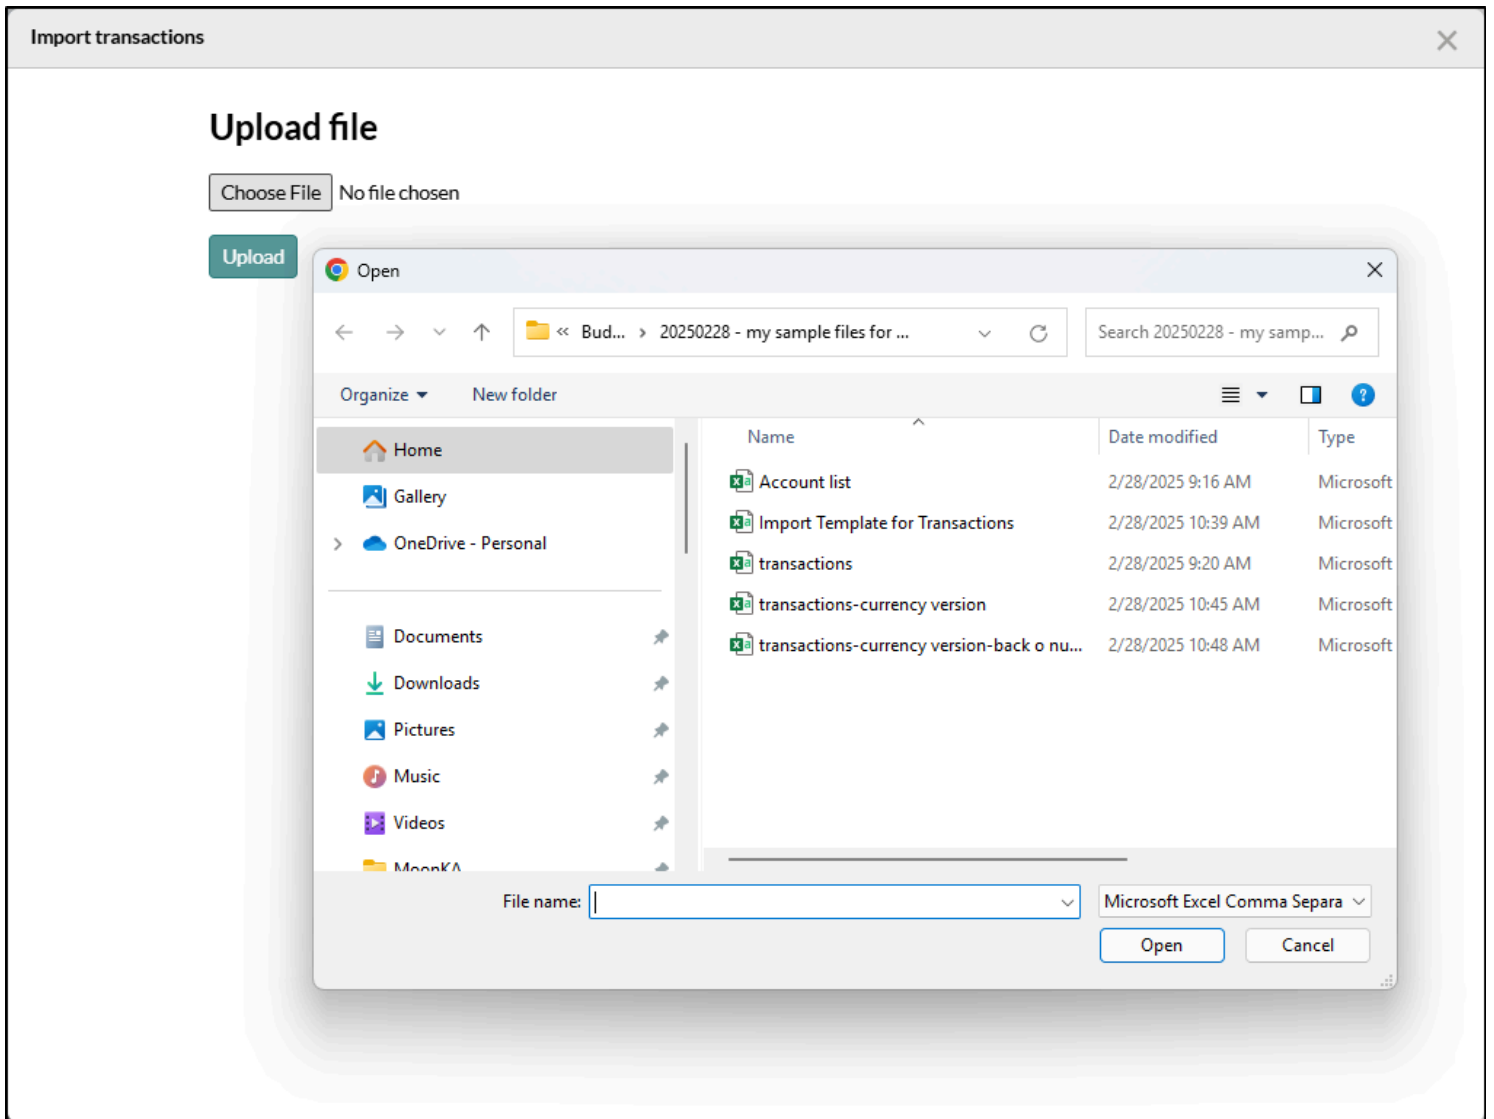 Import transactions
Upload file
Choose File No file chosen
Upload
Open
« Bud... › 20250228 - my sample files for ...
Search 20250228 - my samp...
Organize
New folder
Home
Gallery
OneDrive - Personal
Documents
Downloads
Pictures
Music
Videos
MoonKA
Name Date modified Type
Account list 2/28/2025 9:16 AM Microsoft
Import Template for Transactions 2/28/2025 10:39 AM Microsoft
transactions 2/28/2025 9:20 AM Microsoft
transactions-currency version 2/28/2025 10:45 AM Microsoft
transactions-currency version-back o nu... 2/28/2025 10:48 AM Microsoft
File name:
Microsoft Excel Comma Separa
Open
Cancel